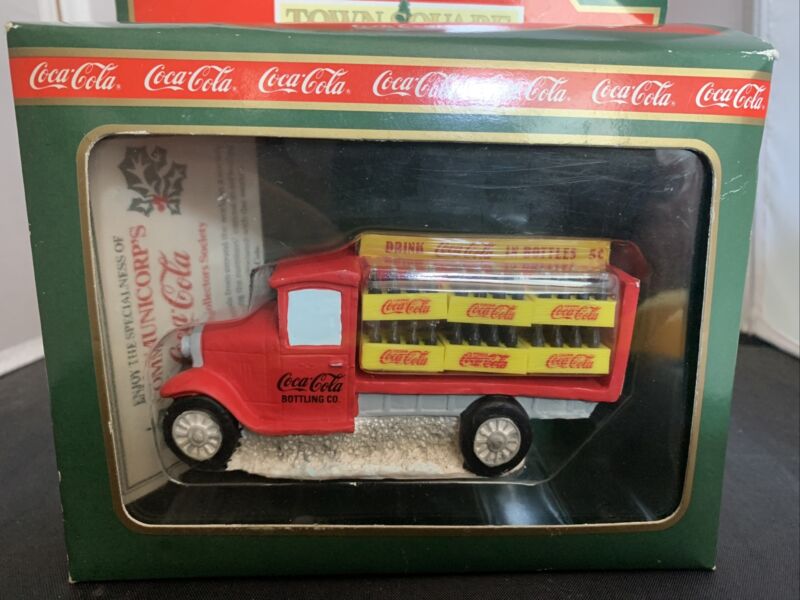 TOWN SQUARE
Coca-Cola Coca-Cola Coca-Cola Coca-Cola Coca-Cola Coca-Cola Coca-Cola
ENJOY THE SPECIALNESS OF
COMMUNICORP'S
Coca-Cola
Collectors Society
DRINK Coca-Cola IN BOTTLES 5¢
Coca-Cola Coca-Cola Coca-Cola
Coca-Cola Coca-Cola Coca-Cola
Coca-Cola
BOTTLING CO.